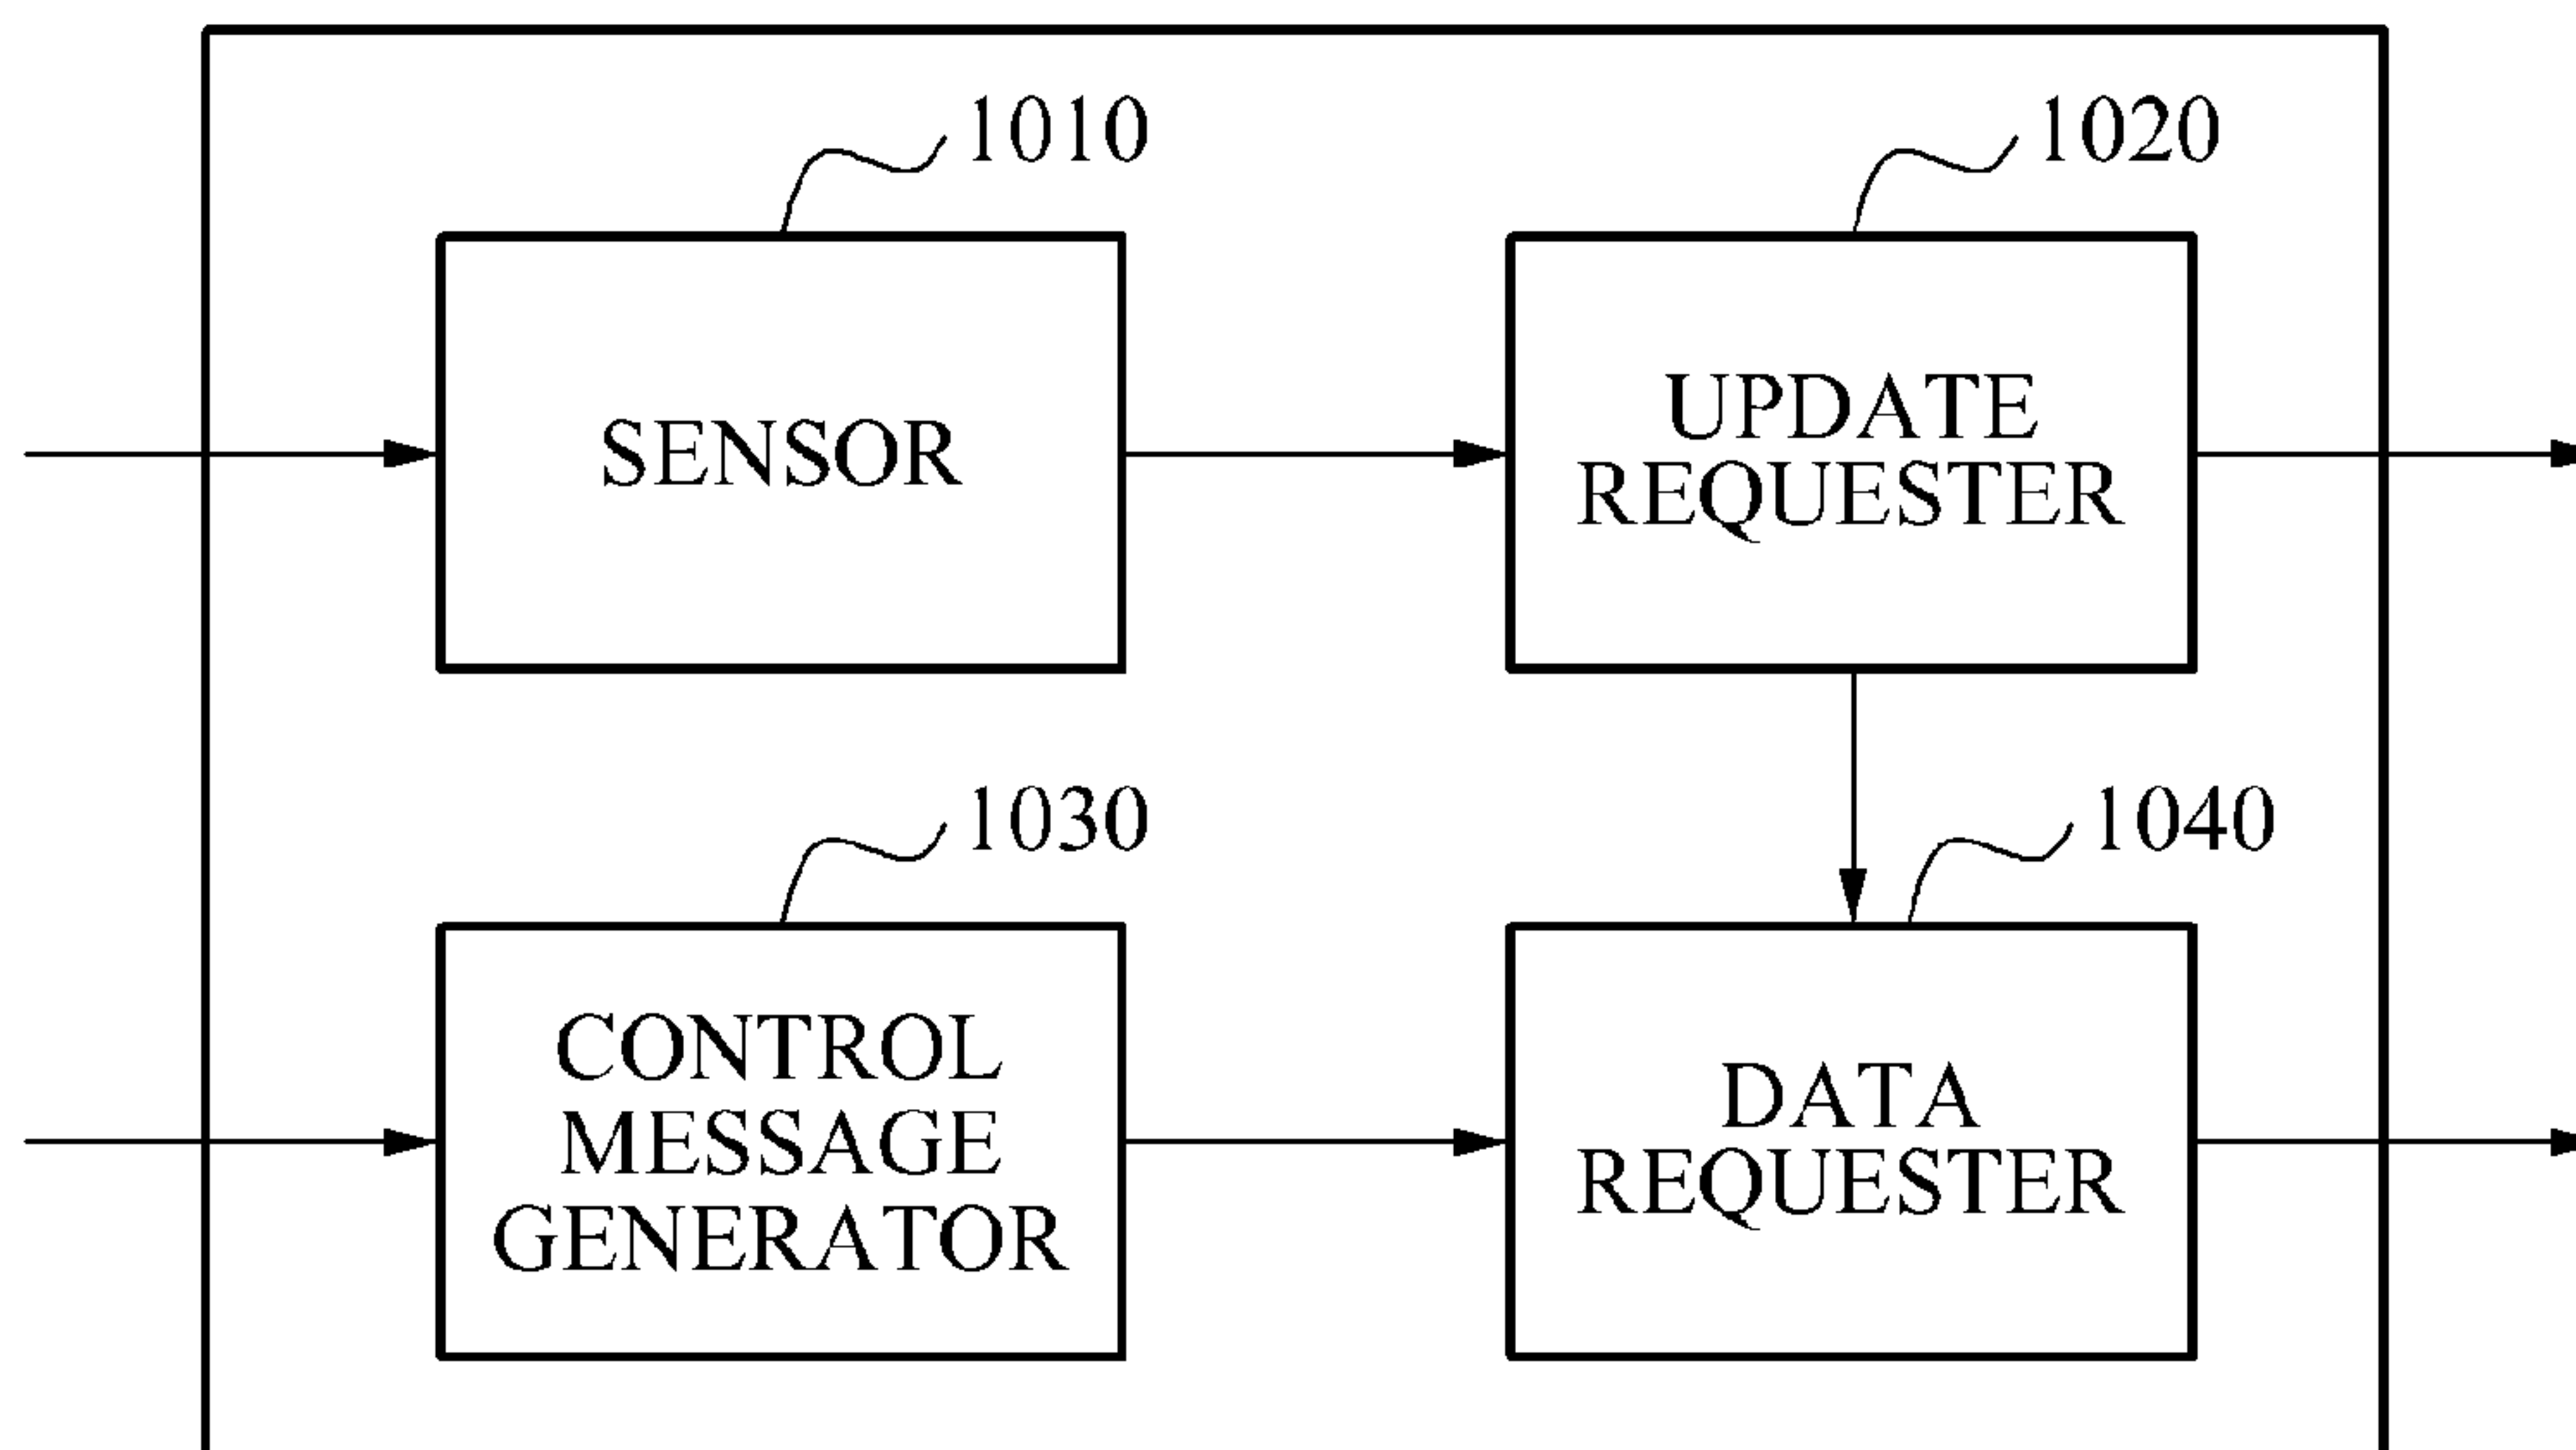 1010
1020
SENSOR
UPDATE
REQUESTER
1030
1040
CONTROL
MESSAGE
GENERATOR
DATA
REQUESTER